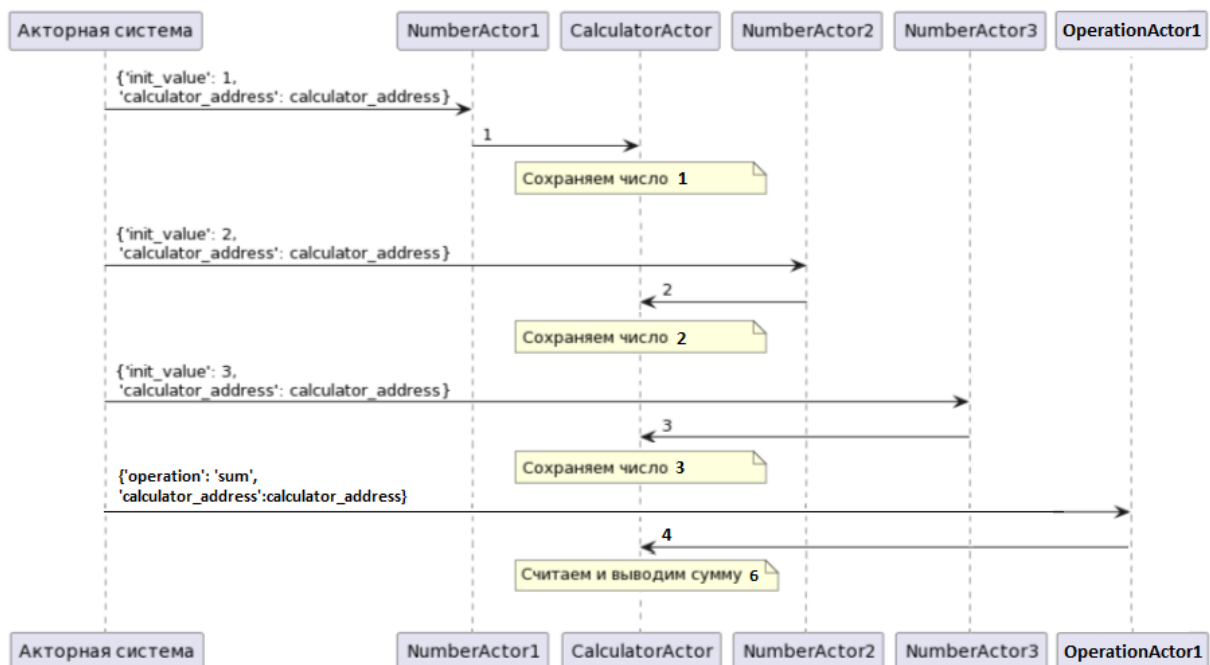 Акторная система NumberActor1 CalculatorActor NumberActor2 NumberActor3 OperationActor1
{'init_value': 1,
'calculator_address': calculator_address}
1
Сохраняем число 1
{'init_value': 2,
'calculator_address': calculator_address}
2
Сохраняем число 2
{'init_value': 3,
'calculator_address': calculator_address}
3
Сохраняем число 3
{'operation': 'sum',
'calculator_address':calculator_address}
4
Считаем и выводим сумму 6
Акторная система NumberActor1 CalculatorActor NumberActor2 NumberActor3 OperationActor1